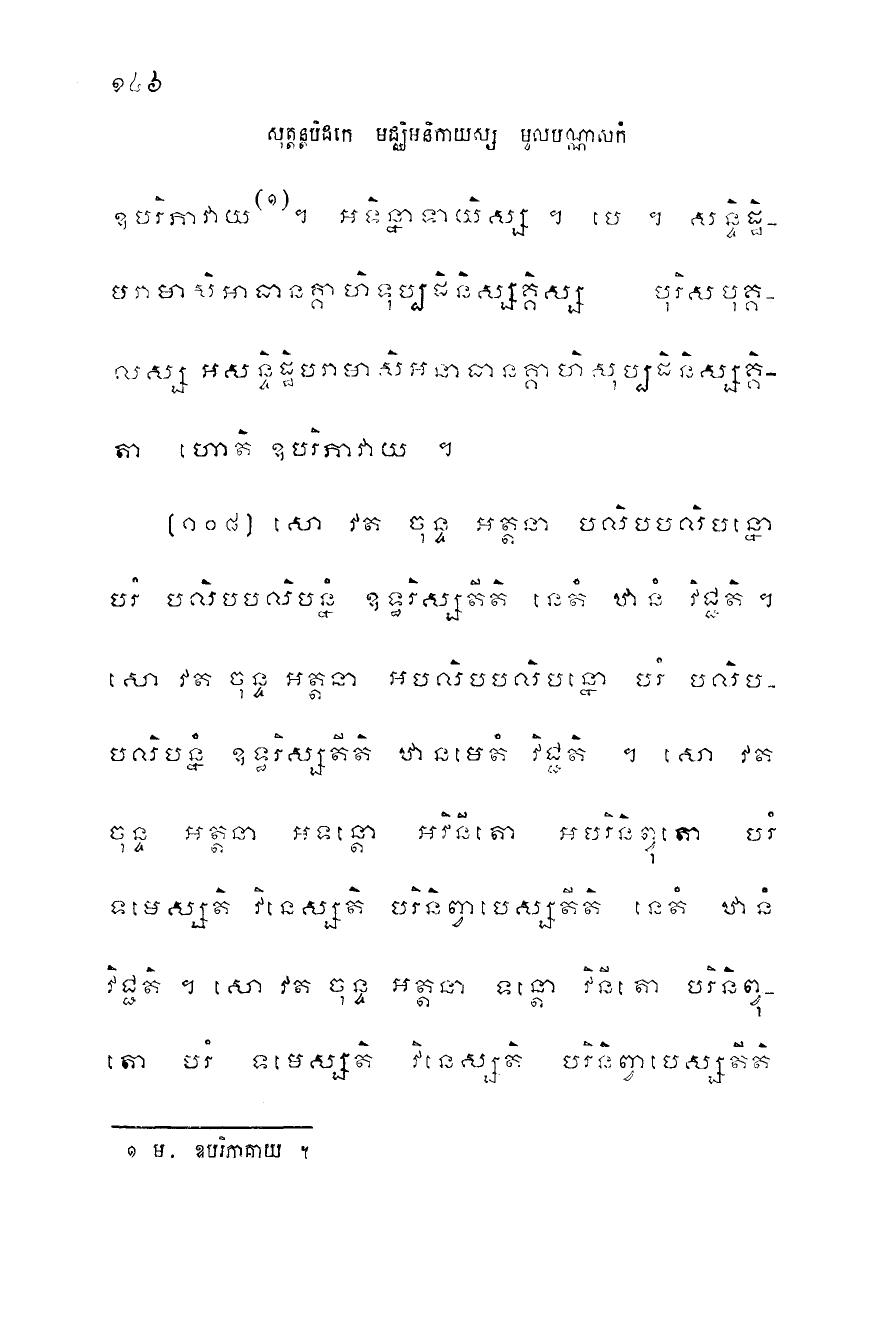 ១៤៦
សុត្តន្តបិដកេ មជ្ឈិមនិកាយស្ស មូលបណ្ណាសកំ
ឧបរិភាវាយ(១)។ អទិន្នាទាយិស្ស ។ បេ ។ សន្ទិដ្ឋិ-
បរាមាសិអាធានគ្គាហិទុប្បដិនិស្សគ្គិស្ស បុរិសបុគ្គ-
លស្ស អសន្ទិដ្ឋិបរាមាសិអនាធានគ្គាហិសុប្បដិនិស្សគ្គិ-
តា ហោតិ ឧបរិភាវាយ ។
[១០៨] សោ វត ចុន្ទ អត្តនា បលិបបលិបន្នោ
បរំ បលិបបលិបន្នំ ឧទ្ធរិស្សតីតិ នេតំ ឋានំ វិជ្ជតិ ។
សោ វត ចុន្ទ អត្តនា អបលិបបលិបន្នោ បរំ បលិប-
បលិបន្នំ ឧទ្ធរិស្សតីតិ ឋានមេតំ វិជ្ជតិ ។ សោ វត
ចុន្ទ អត្តនា អទន្តោ អវិនីតោ អបរិនិព្វុតោ បរំ
ទមេស្សតិ វិនេស្សតិ បរិនិព្វាបេស្សតីតិ នេតំ ឋានំ
វិជ្ជតិ ។ សោ វត ចុន្ទ អត្តនា ទន្តោ វិនីតោ បរិនិព្វុ-
តោ បរំ ទមេស្សតិ វិនេស្សតិ បរិនិព្វាបេស្សតីតិ
១ ម. ឧបរិភាគាយ ។